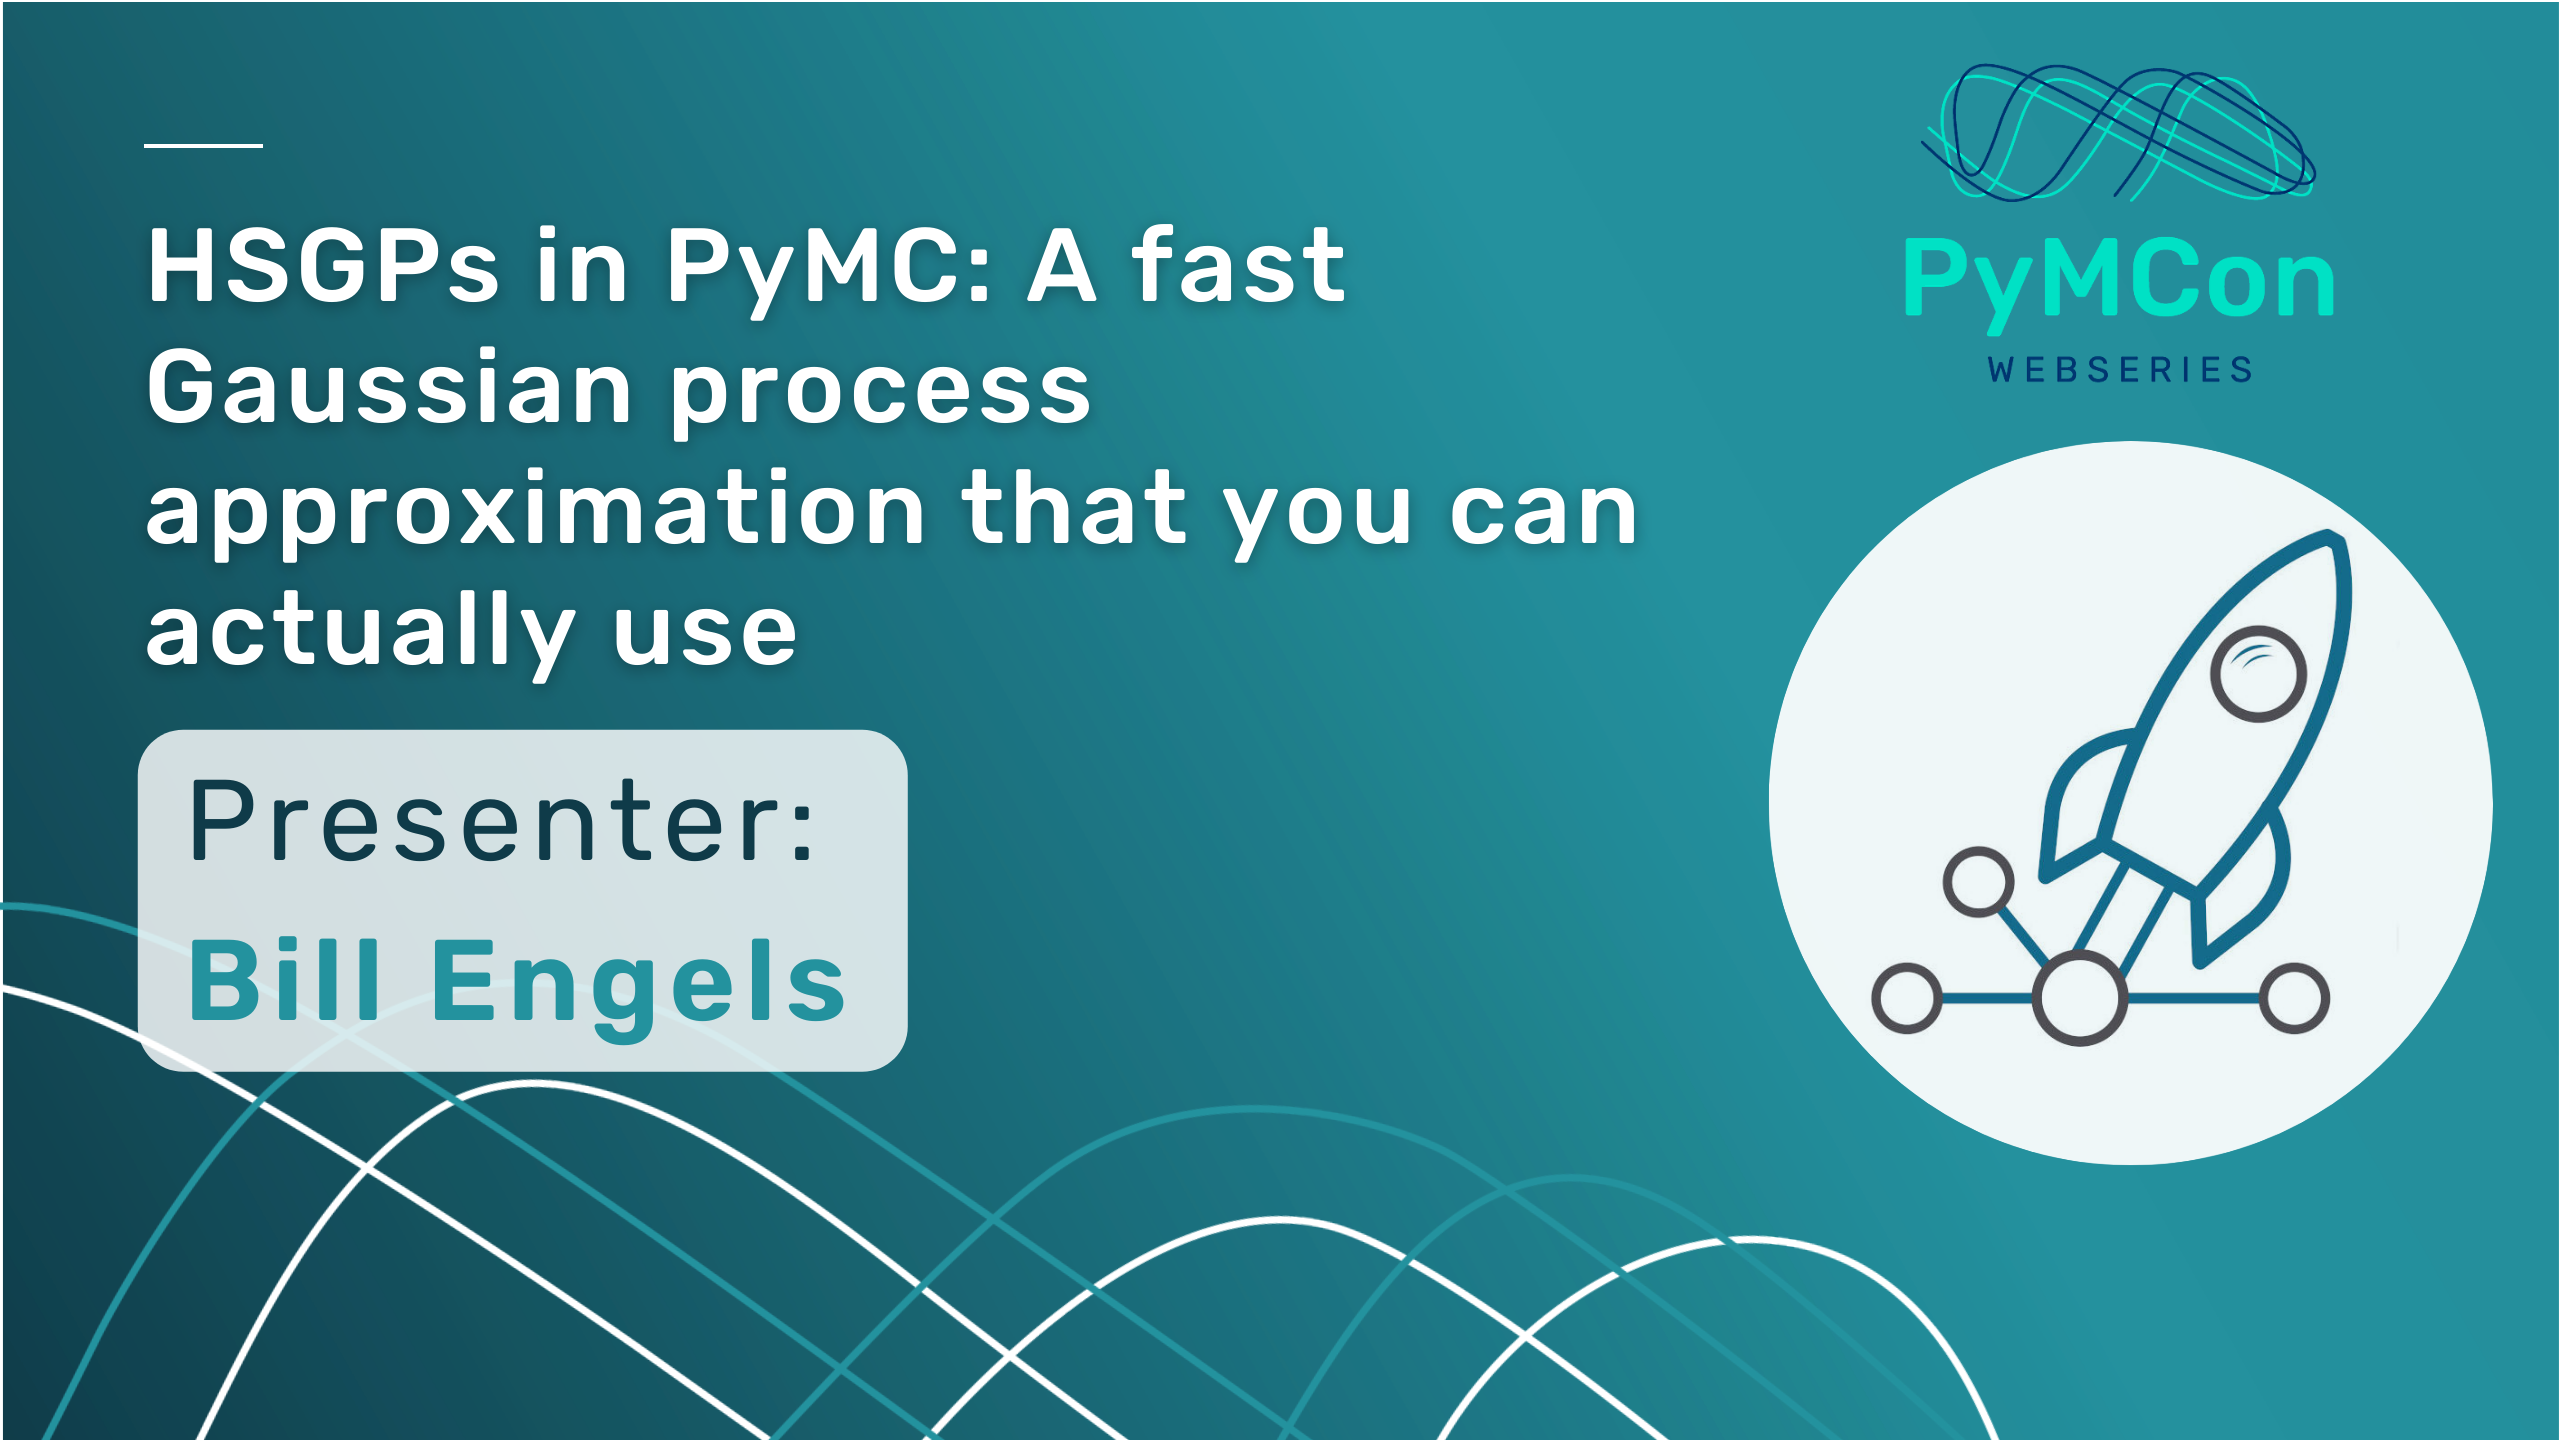 HSGPs in PyMC: A fast
Gaussian process
approximation that you can
actually use
Presenter:
Bill Engels
PyMCon
WEBSERIES